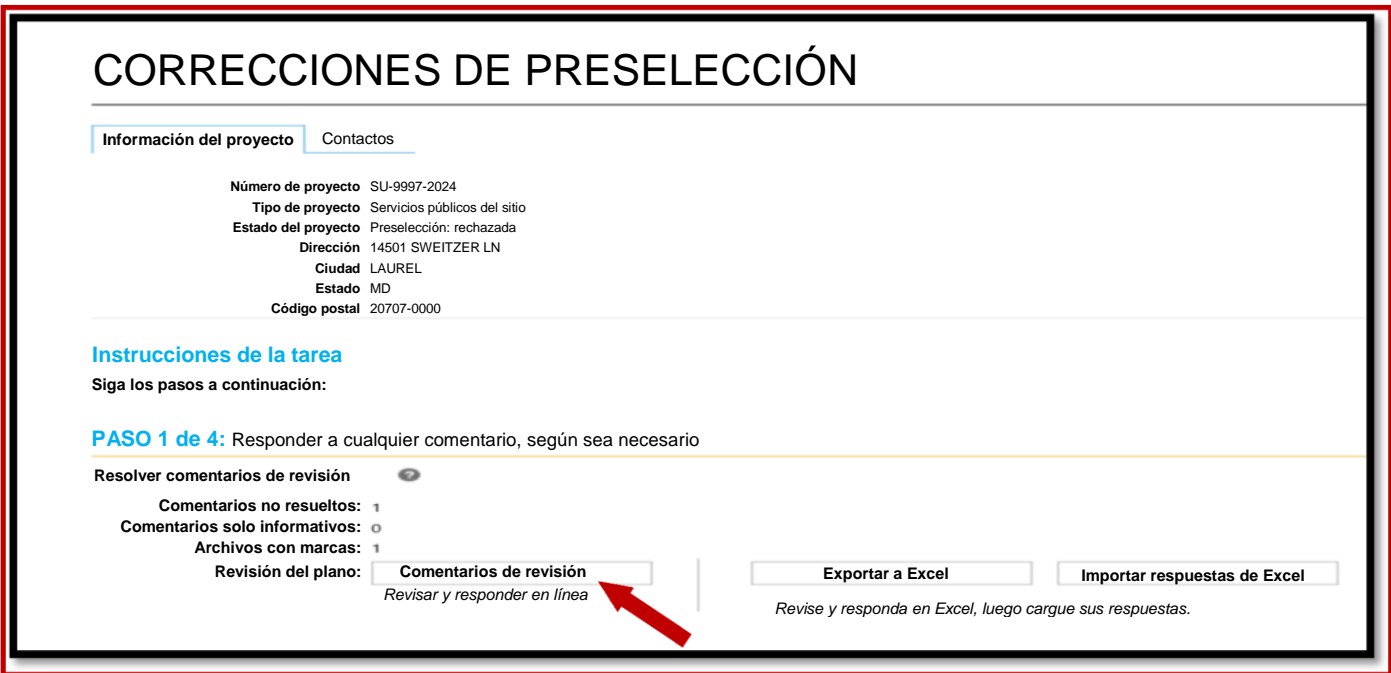 CORRECCIONES DE PRESELECCIÓN
Información del proyecto Contactos
Número de proyecto SU-9997-2024
Tipo de proyecto Servicios públicos del sitio
Estado del proyecto Preselección: rechazada
Dirección 14501 SWEITZER LN
Ciudad LAUREL
Estado MD
Código postal 20707-0000
Instrucciones de la tarea
Siga los pasos a continuación:
PASO 1 de 4: Responder a cualquier comentario, según sea necesario
Resolver comentarios de revisión ?
Comentarios no resueltos: 1
Comentarios solo informativos: 0
Archivos con marcas: 1
Revisión del plano: Comentarios de revisión Exportar a Excel Importar respuestas de Excel
Revisar y responder en línea Revise y responda en Excel, luego cargue sus respuestas.